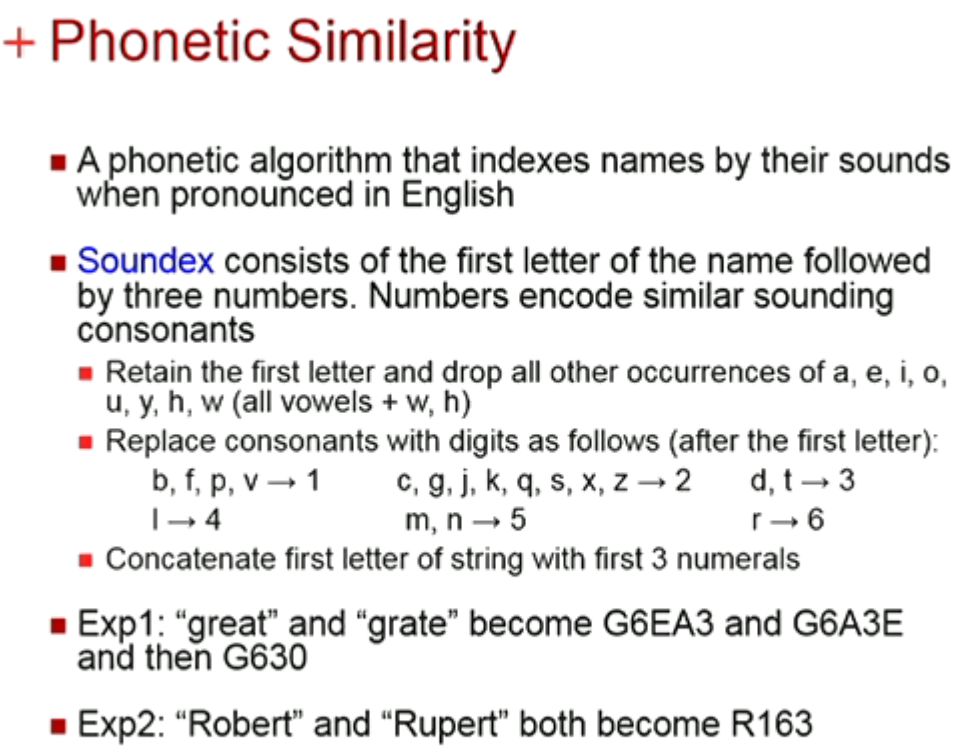 + Phonetic Similarity
■ A phonetic algorithm that indexes names by their sounds
when pronounced in English
■ Soundex consists of the first letter of the name followed
by three numbers. Numbers encode similar sounding
consonants
■ Retain the first letter and drop all other occurrences of a, e, i, o,
u, y, h, w (all vowels + w, h)
■ Replace consonants with digits as follows (after the first letter):
b, f, p, v → 1 c, g, j, k, q, s, x, z → 2 d, t → 3
l → 4 m, n → 5 r → 6
■ Concatenate first letter of string with first 3 numerals
■ Exp1: “great” and “grate” become G6EA3 and G6A3E
and then G630
■ Exp2: “Robert” and “Rupert” both become R163